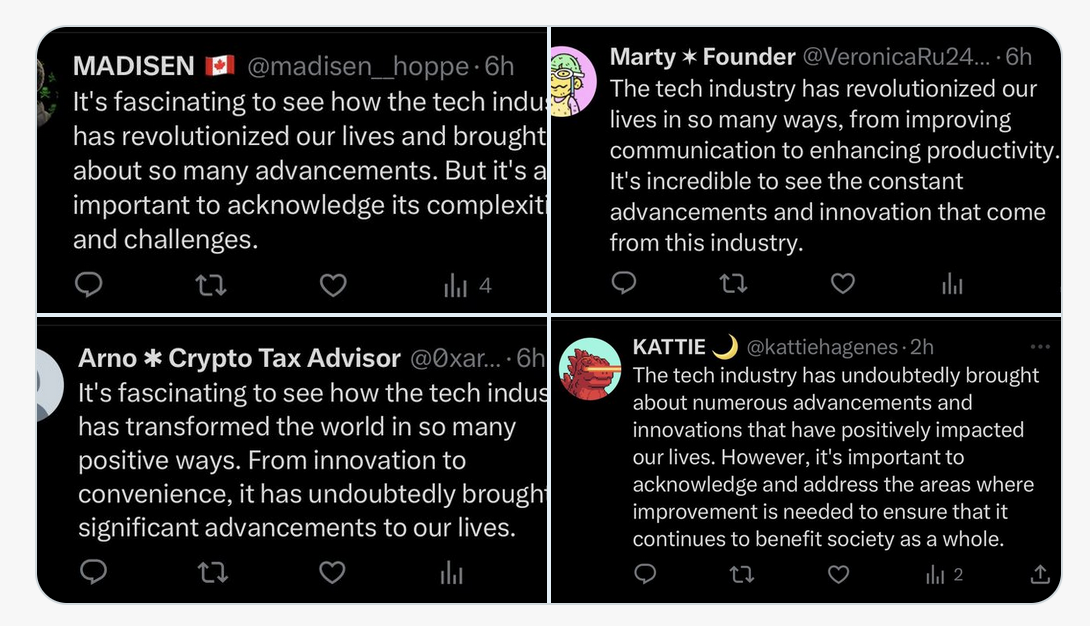 MADISEN 🇨🇦 @madisen__hoppe · 6h
It's fascinating to see how the tech
has revolutionized our lives and brought
about so many advancements. But it's
important to acknowledge its
and challenges.
4
Marty ✶ Founder @VeronicaRu24... · 6h
The tech industry has revolutionized our
lives in so many ways, from improving
communication to enhancing productivity.
It's incredible to see the constant
advancements and innovation that come
from this industry.
Arno ✱ Crypto Tax Advisor @0xar... · 6h
It's fascinating to see how the tech
has transformed the world in so many
positive ways. From innovation to
convenience, it has undoubtedly brought
significant advancements to our lives.
KATTIE 🌙 @kattiehagenes · 2h
The tech industry has undoubtedly brought
about numerous advancements and
innovations that have positively impacted
our lives. However, it's important to
acknowledge and address the areas where
improvement is needed to ensure that it
continues to benefit society as a whole.
2